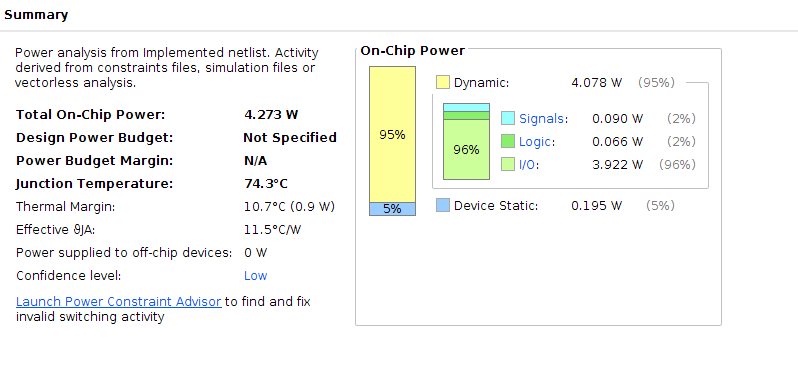 Summary
Power analysis from Implemented netlist. Activity
derived from constraints files, simulation files or
vectorless analysis.
Total On-Chip Power: 4.273 W
Design Power Budget: Not Specified
Power Budget Margin: N/A
Junction Temperature: 74.3°C
Thermal Margin: 10.7°C (0.9 W)
Effective ϑJA: 11.5°C/W
Power supplied to off-chip devices: 0 W
Confidence level: Low
Launch Power Constraint Advisor to find and fix
invalid switching activity
On-Chip Power
95%
5%
Dynamic: 4.078 W (95%)
96%
Signals: 0.090 W (2%)
Logic: 0.066 W (2%)
I/O: 3.922 W (96%)
Device Static: 0.195 W (5%)